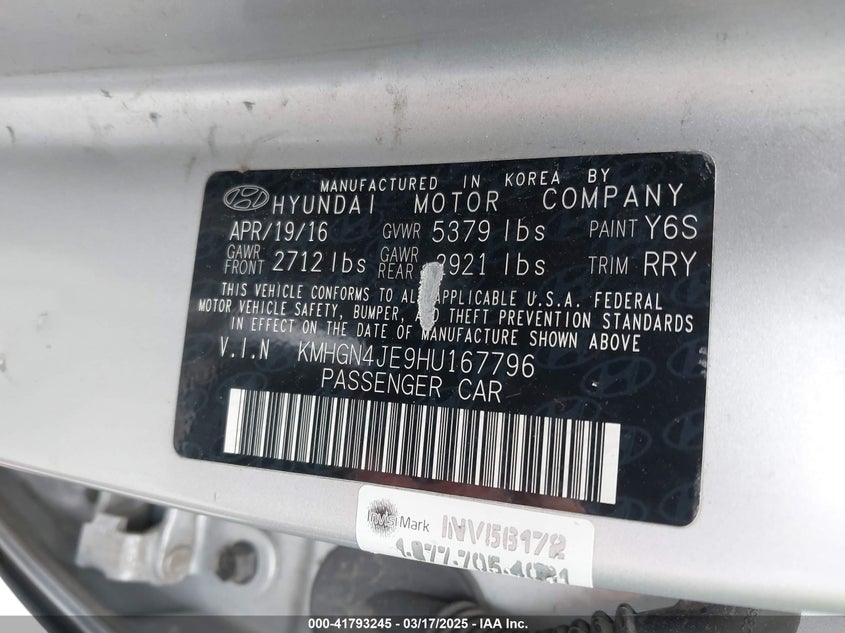 MANUFACTURED IN KOREA BY
HYUNDAI MOTOR COMPANY
APR/19/16 GVWR 5379 lbs PAINT Y6S
GAWR FRONT 2712 lbs GAWR REAR 2921 lbs TRIM RRY
THIS VEHICLE CONFORMS TO ALL APPLICABLE U.S.A. FEDERAL
MOTOR VEHICLE SAFETY, BUMPER, AND THEFT PREVENTION STANDARDS
IN EFFECT ON THE DATE OF MANUFACTURE SHOWN ABOVE
V.I.N KMHGN4JE9HU167796
PASSENGER CAR
InVisiMark INV5B172
000-41793245 - 03/17/2025 - IAA Inc.